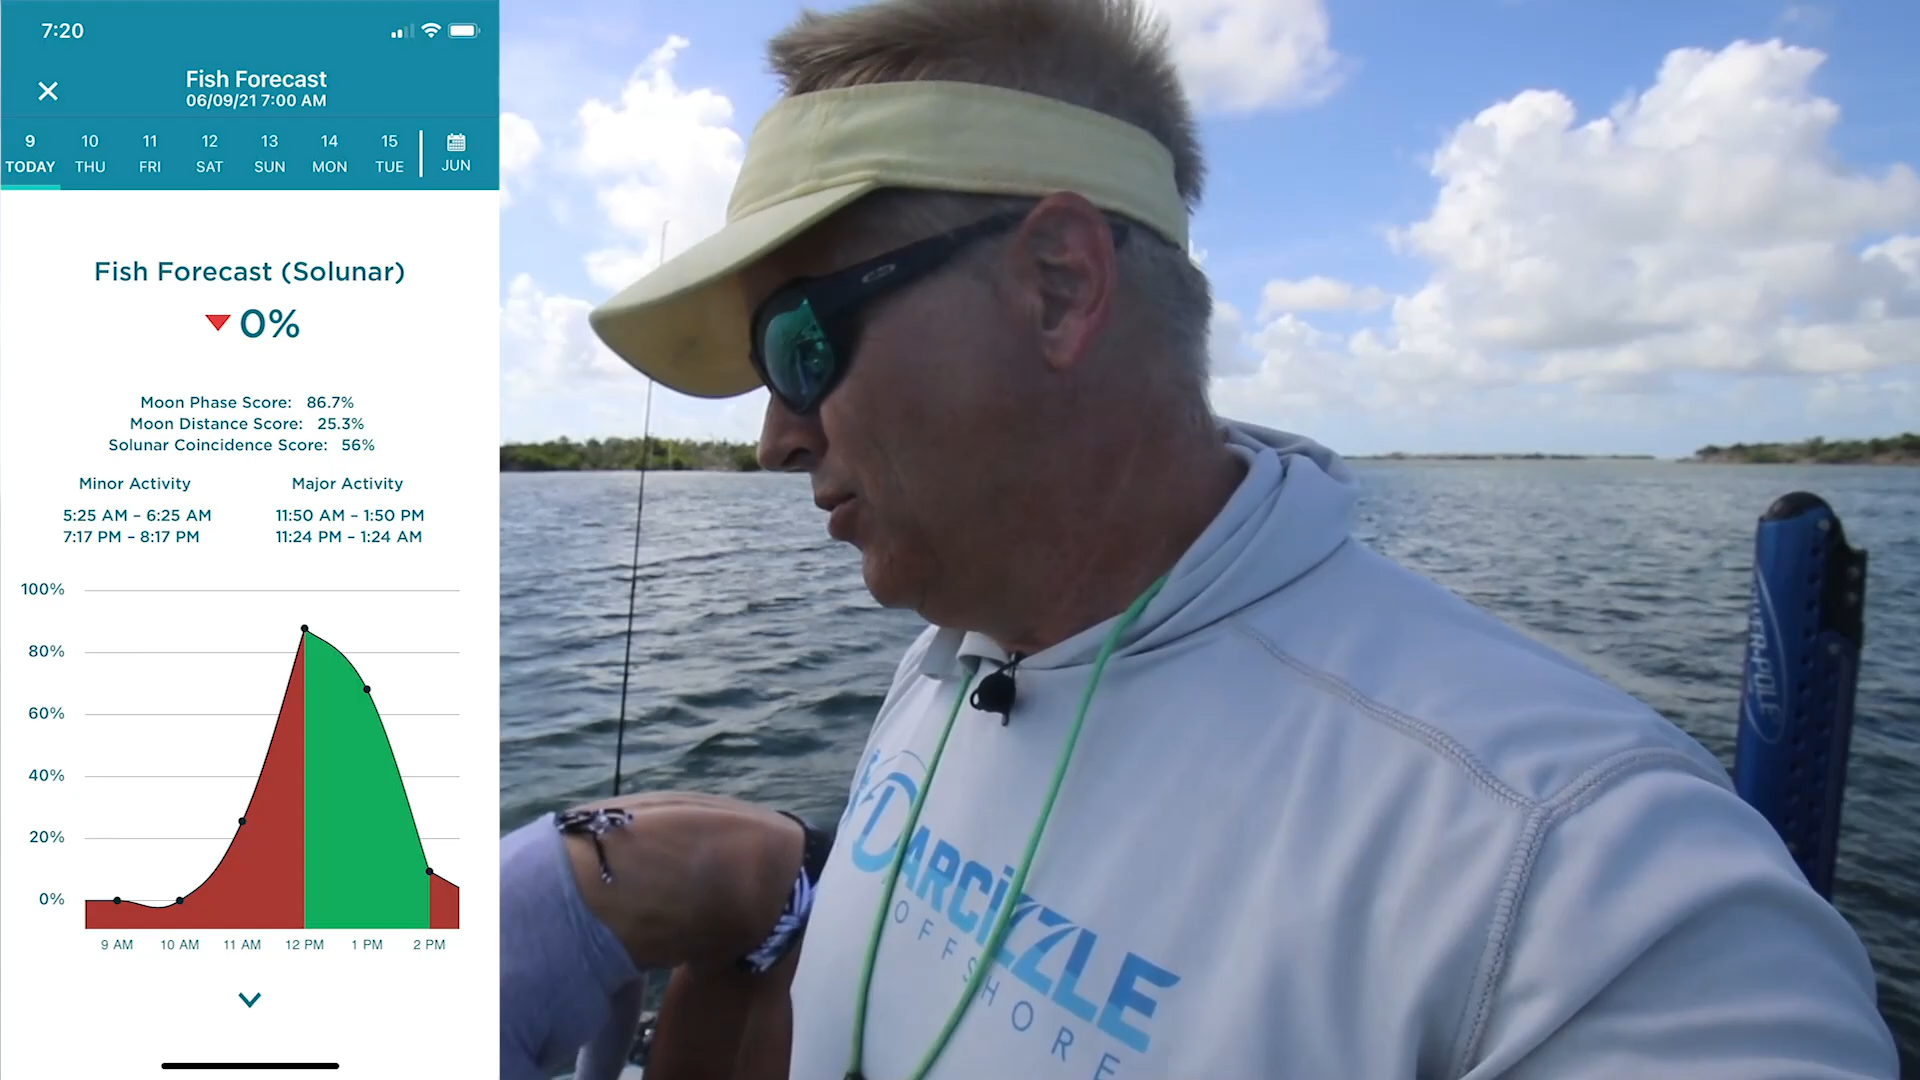 7:20
Fish Forecast
06/09/21 7:00 AM
9 10 11 12 13 14 15
TODAY THU FRI SAT SUN MON TUE JUN
Fish Forecast (Solunar)
0%
Moon Phase Score: 86.7%
Moon Distance Score: 25.3%
Solunar Coincidence Score: 56%
Minor Activity Major Activity
5:25 AM – 6:25 AM 11:50 AM – 1:50 PM
7:17 PM – 8:17 PM 11:24 PM – 1:24 AM
100%
80%
60%
40%
20%
0%
9 AM 10 AM 11 AM 12 PM 1 PM 2 PM
DARCIZZLE
OFFSHORE